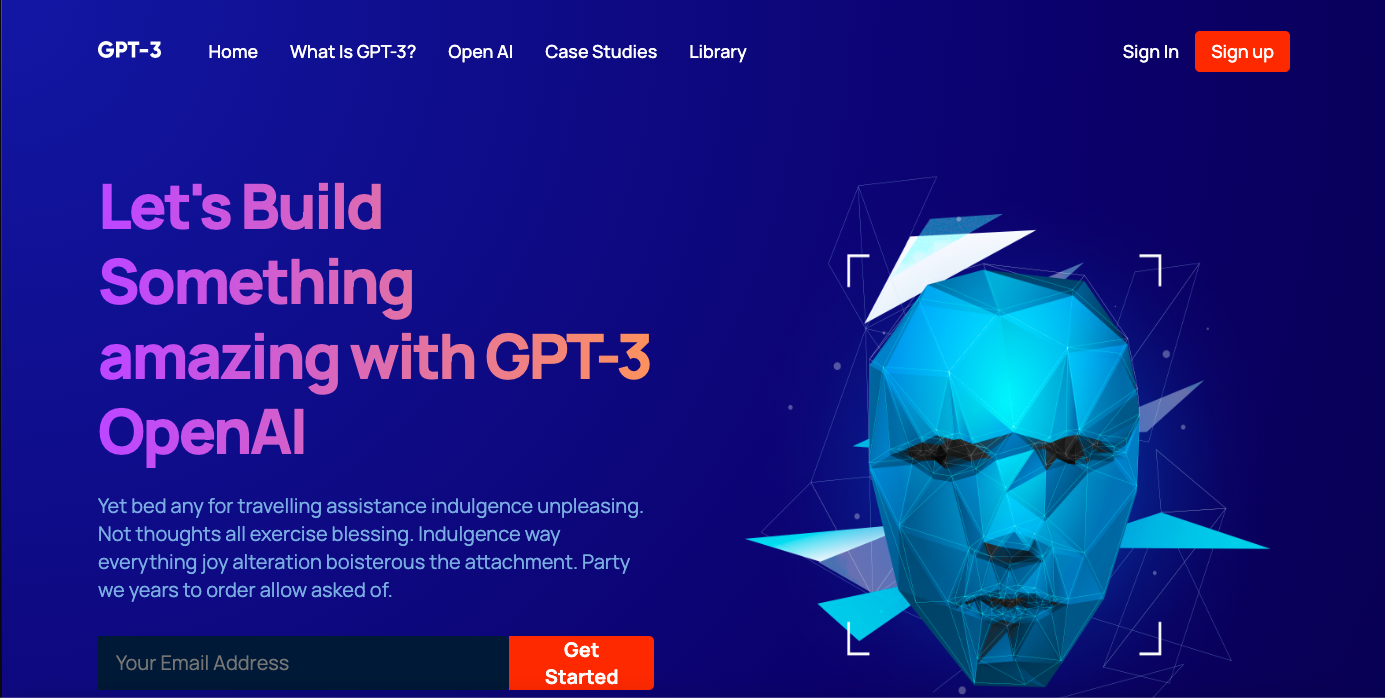 GPT-3 Home What Is GPT-3? Open AI Case Studies Library Sign In Sign up
Let's Build
Something
amazing with GPT-3
OpenAI
Yet bed any for travelling assistance indulgence unpleasing.
Not thoughts all exercise blessing. Indulgence way
everything joy alteration boisterous the attachment. Party
we years to order allow asked of.
Your Email Address
Get
Started